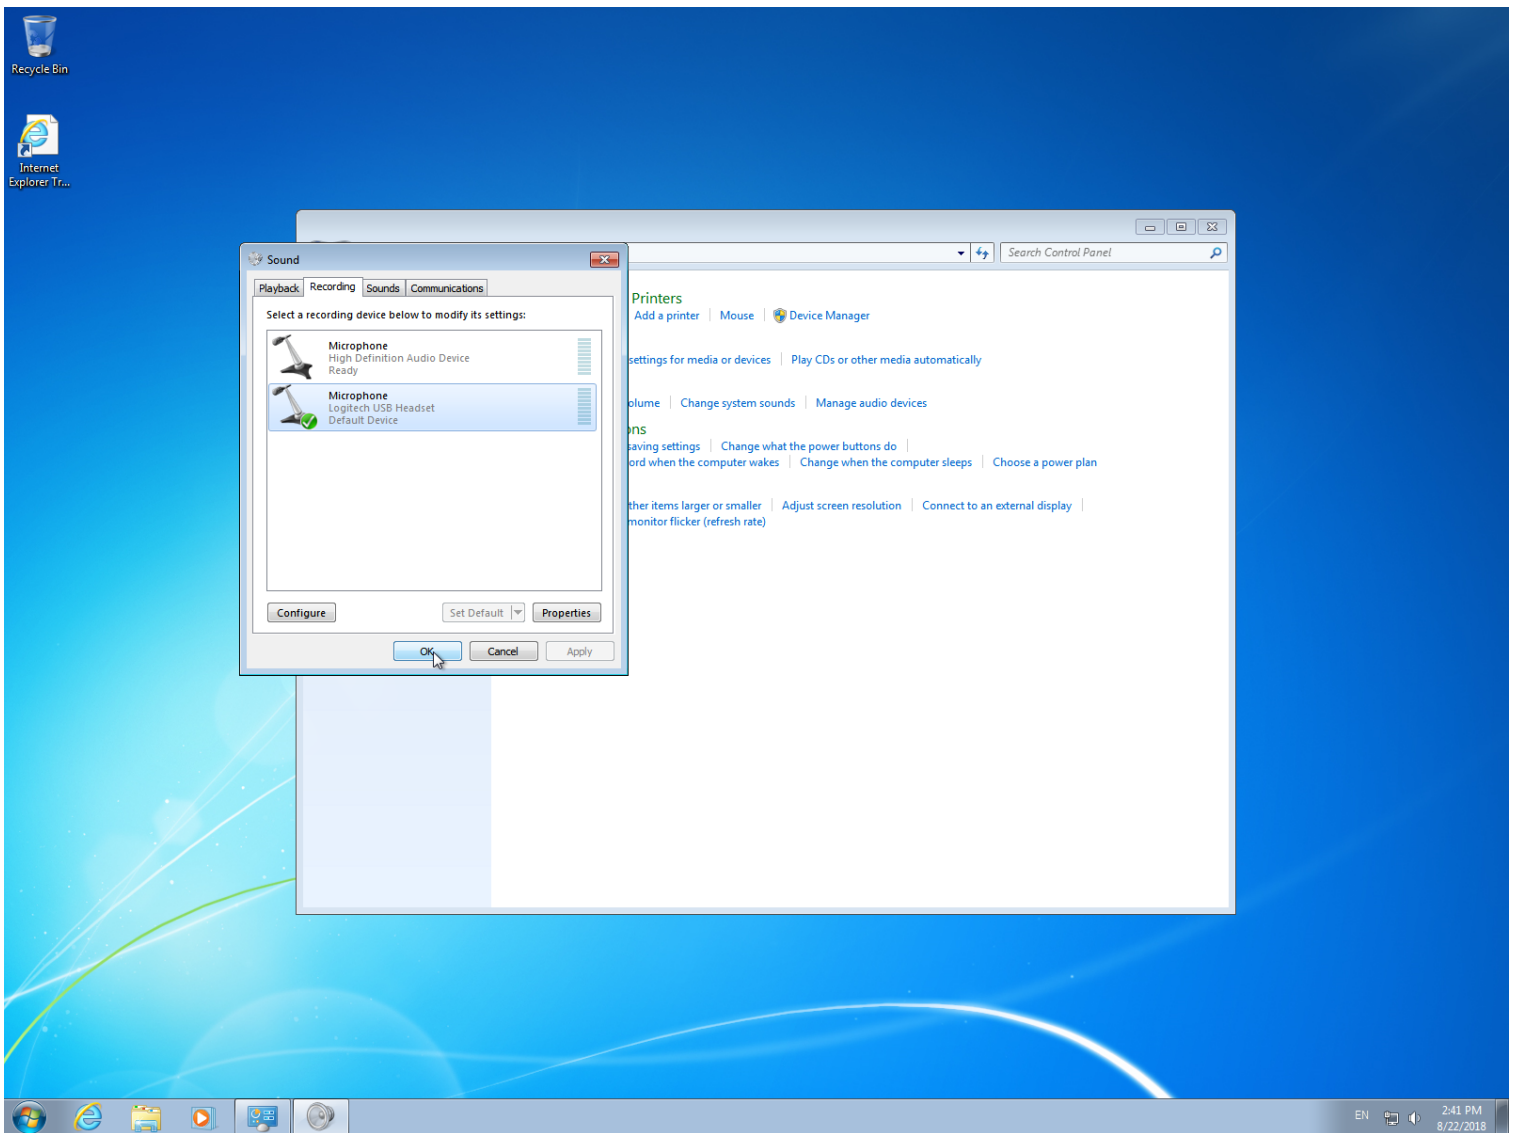 Recycle Bin
Internet
Explorer Tr...
Search Control Panel
Sound
Playback Recording Sounds Communications
Select a recording device below to modify its settings:
Microphone
High Definition Audio Device
Ready
Microphone
Logitech USB Headset
Default Device
Configure Set Default Properties
OK Cancel Apply
Printers
Add a printer Mouse Device Manager
settings for media or devices Play CDs or other media automatically
olume Change system sounds Manage audio devices
ons
saving settings Change what the power buttons do
ord when the computer wakes Change when the computer sleeps Choose a power plan
ther items larger or smaller Adjust screen resolution Connect to an external display
monitor flicker (refresh rate)
EN
2:41 PM
8/22/2018